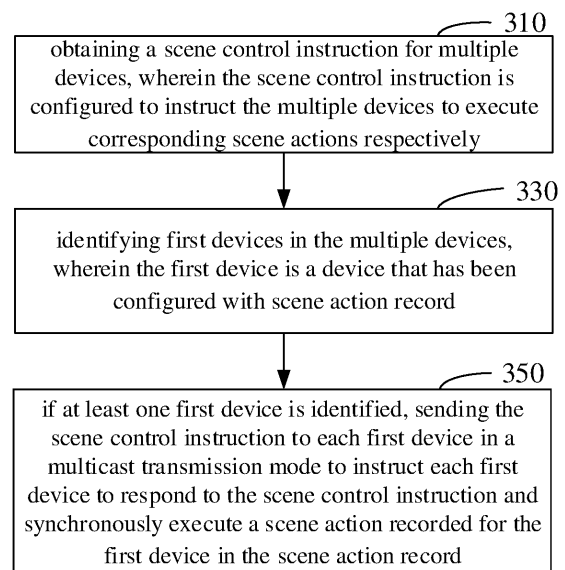 310
obtaining a scene control instruction for multiple
devices, wherein the scene control instruction is
configured to instruct the multiple devices to execute
corresponding scene actions respectively
330
identifying first devices in the multiple devices,
wherein the first device is a device that has been
configured with scene action record
350
if at least one first device is identified, sending the
scene control instruction to each first device in a
multicast transmission mode to instruct each first
device to respond to the scene control instruction and
synchronously execute a scene action recorded for the
first device in the scene action record